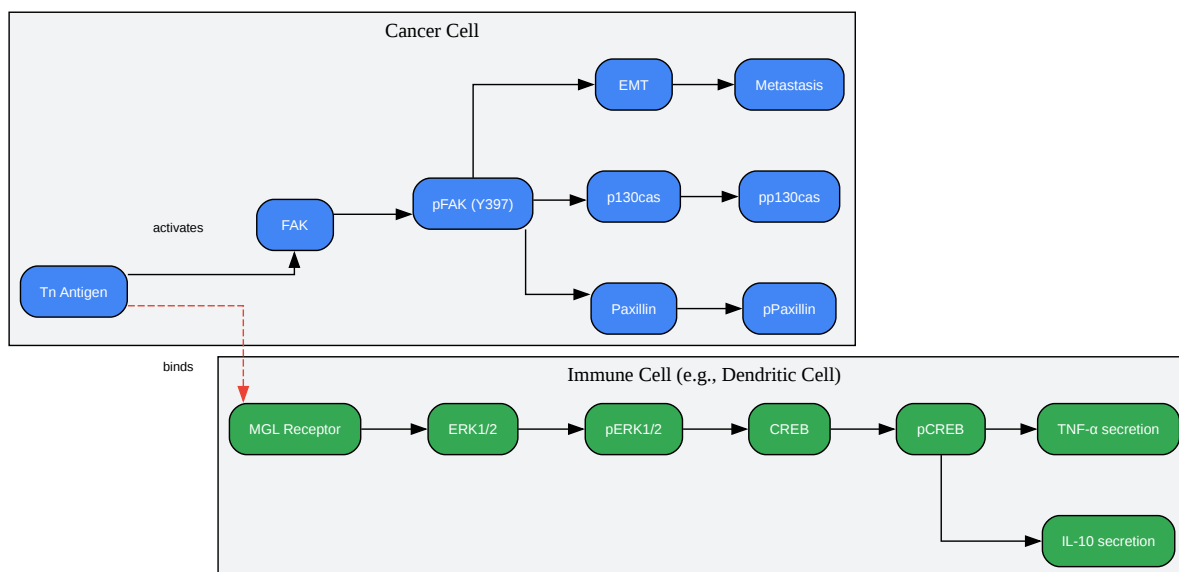 Cancer Cell
EMT
Metastasis
p130cas
pp130cas
pFAK (Y397)
FAK
activates
Tn Antigen
Paxillin
pPaxillin
binds
Immune Cell (e.g., Dendritic Cell)
MGL Receptor
ERK1/2
pERK1/2
CREB
pCREB
TNF-α secretion
IL-10 secretion